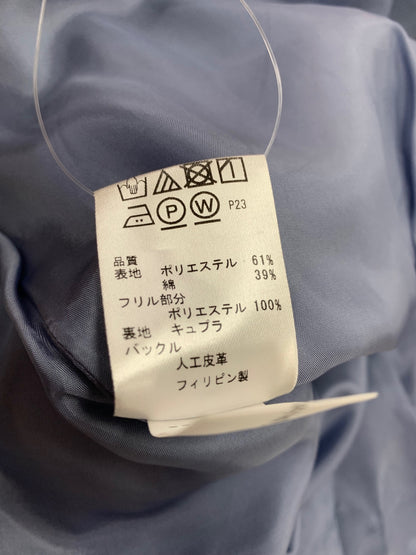 P W P23
品質
表地 ポリエステル 61%
綿 39%
フリル部分
ポリエステル 100%
裏地 キュプラ
バックル
人工皮革
フィリピン製